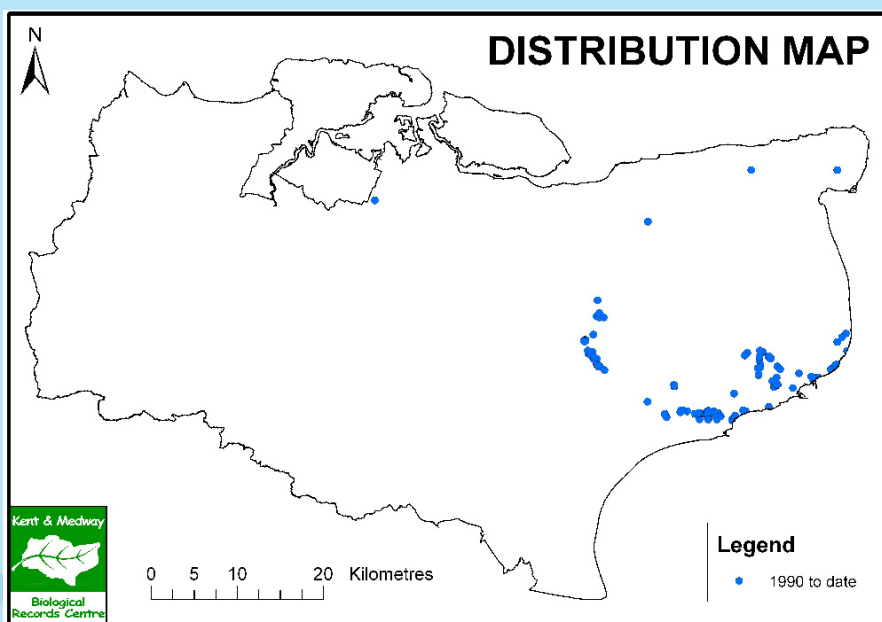 N
DISTRIBUTION MAP
Kent & Medway
Biological
Records Centre
0 5 10 20 Kilometres
Legend
1990 to date